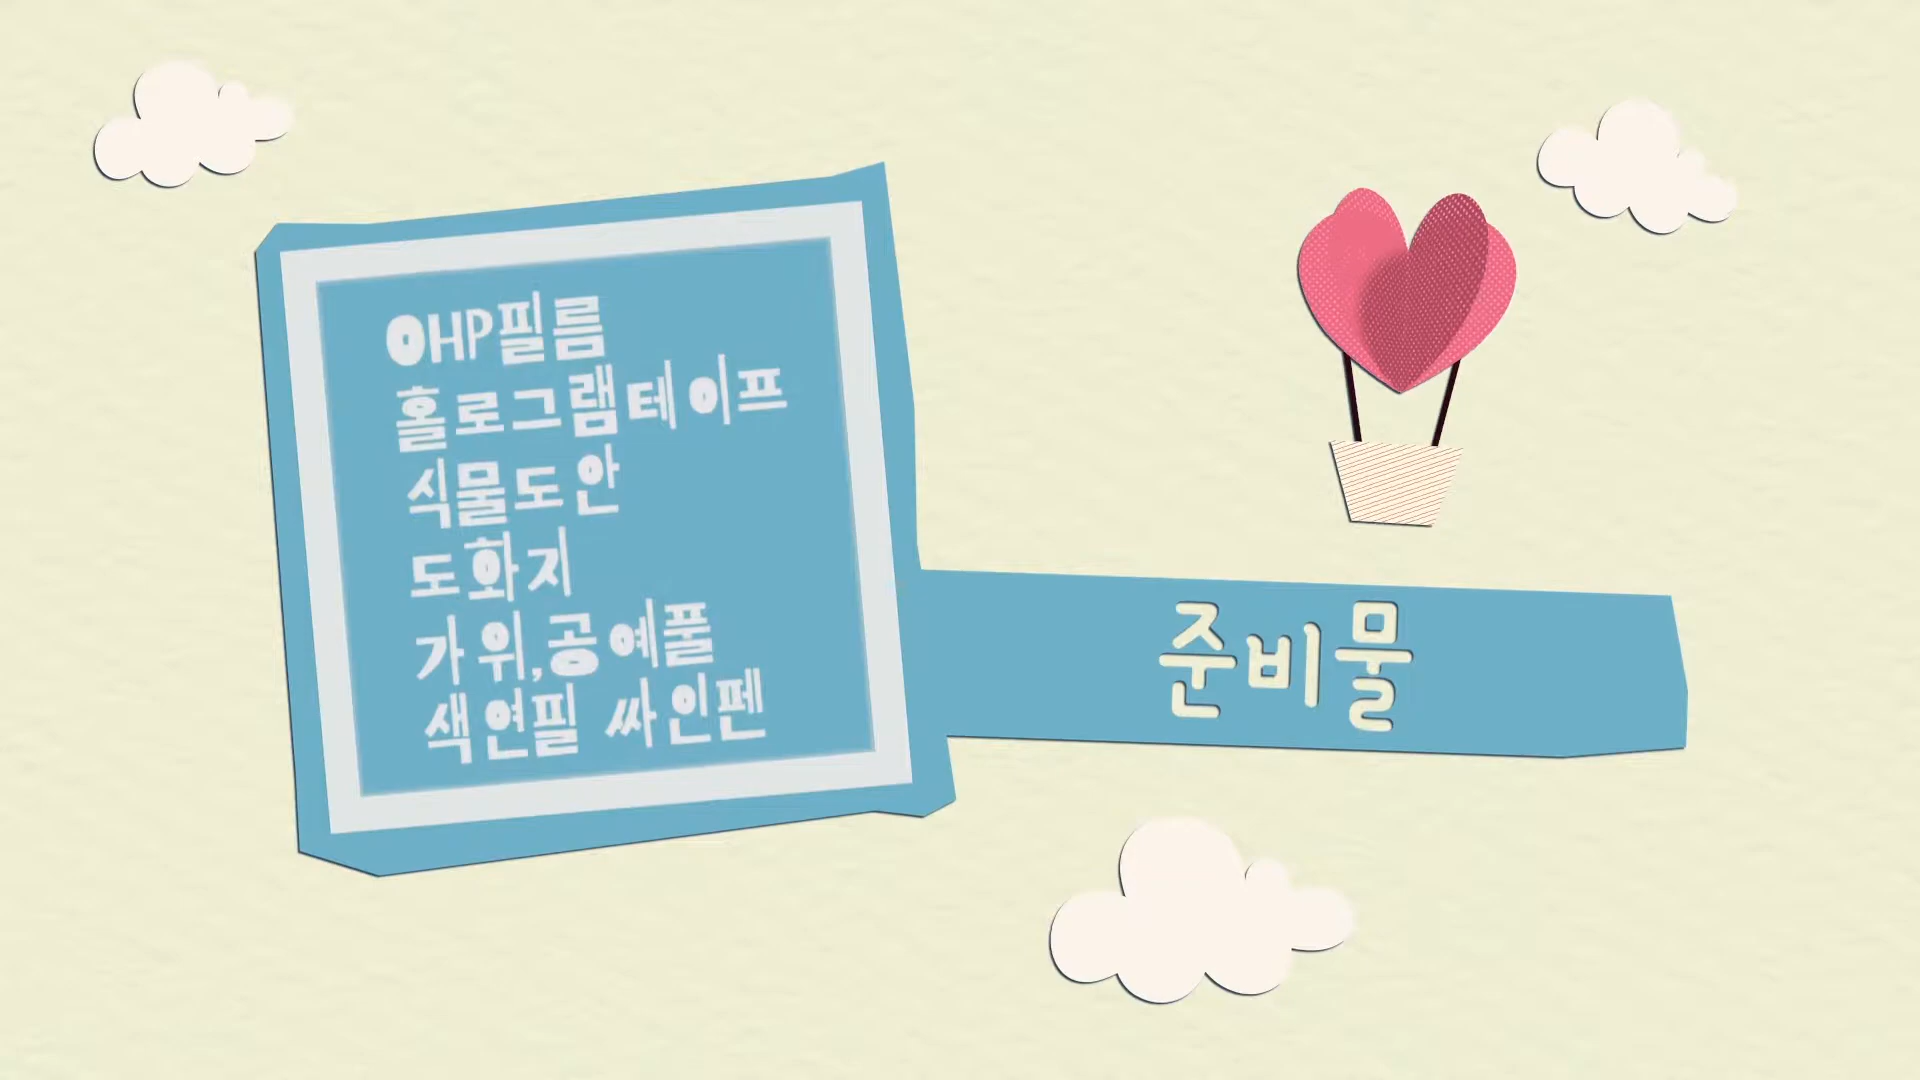 OHP필름
홀로그램테이프
식물도안
도화지
가위,공예풀
색연필 싸인펜
준비물